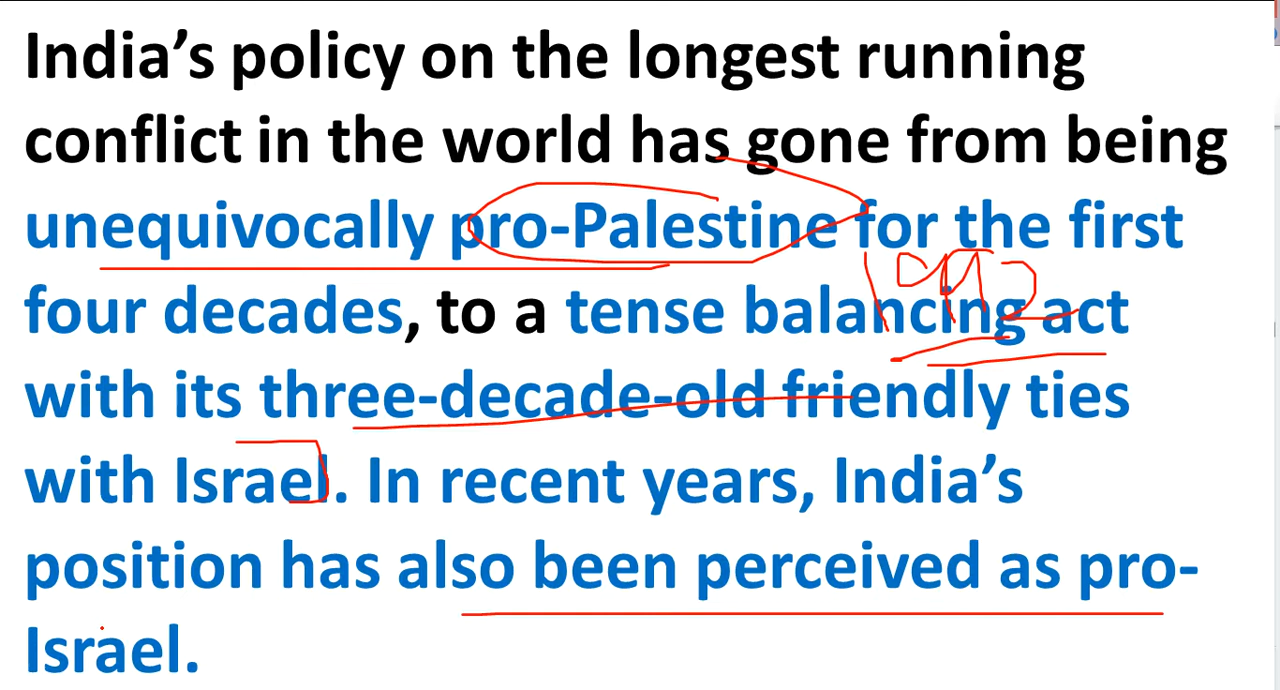 India’s policy on the longest running
conflict in the world has gone from being
unequivocally pro-Palestine for the first
1992
four decades, to a tense balancing act
with its three-decade-old friendly ties
with Israel. In recent years, India’s
position has also been perceived as pro-
Israel.